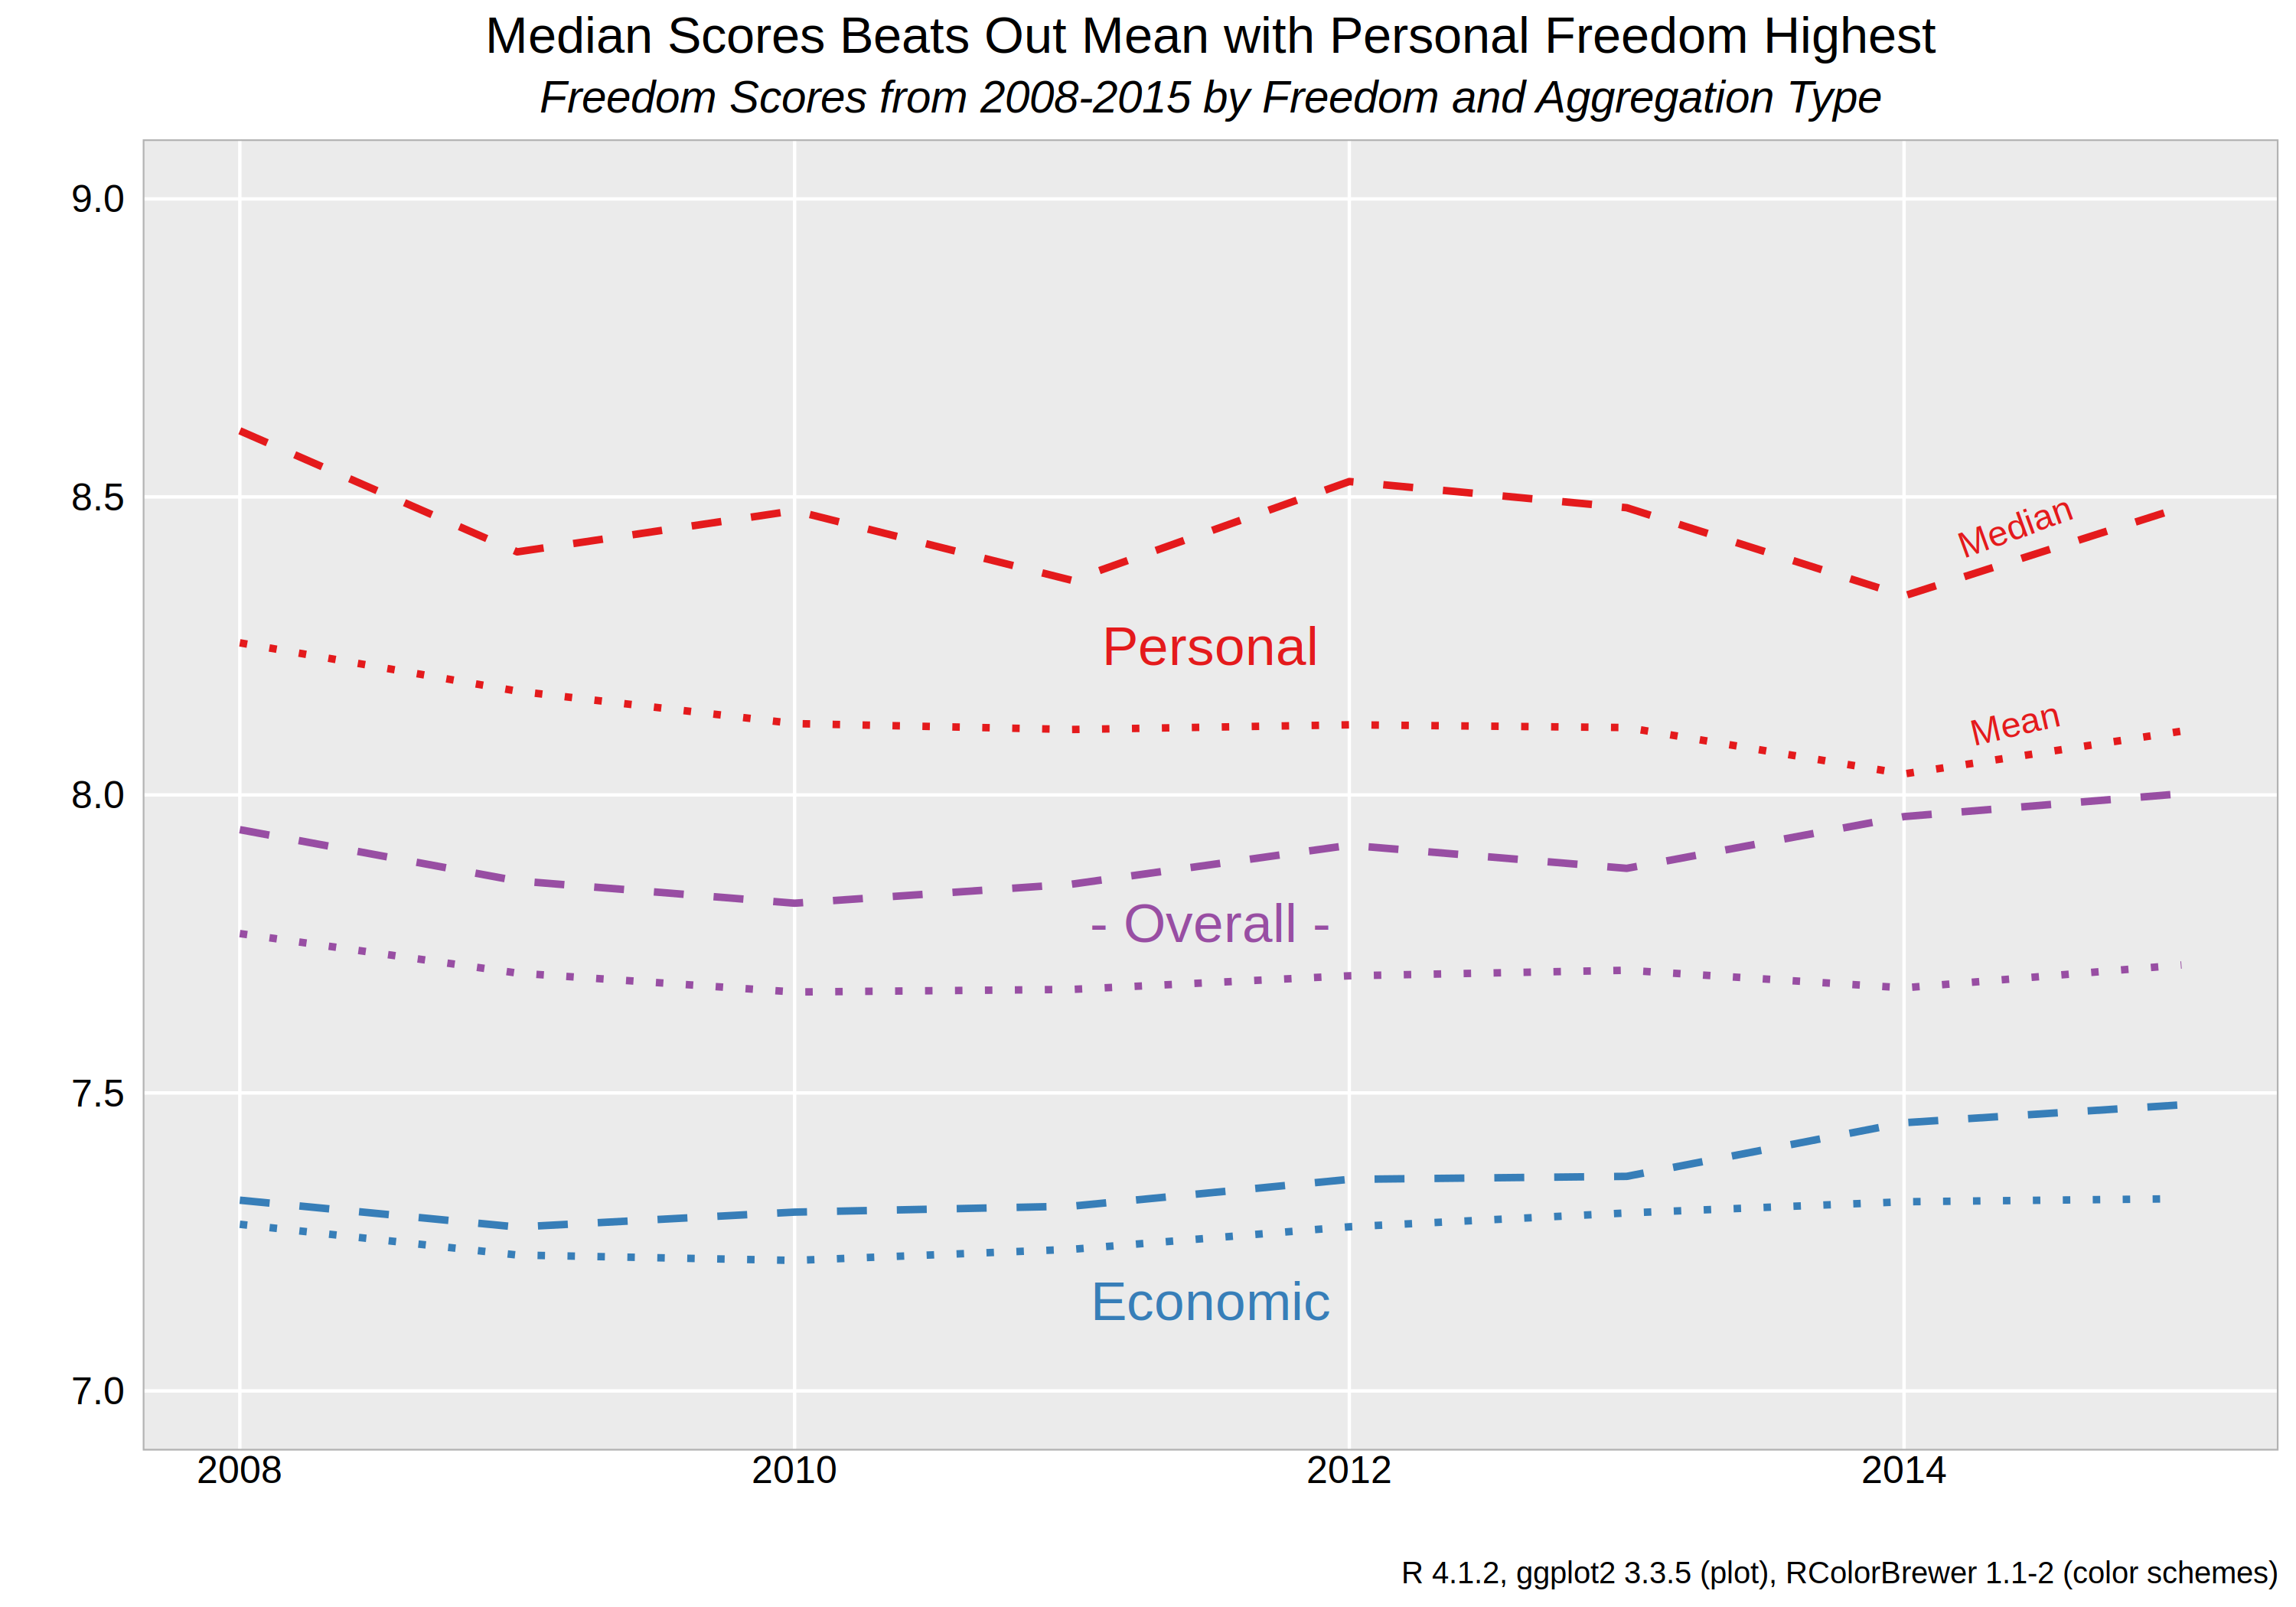 Median Scores Beats Out Mean with Personal Freedom Highest
Freedom Scores from 2008-2015 by Freedom and Aggregation Type
9.0
8.5
Median
Personal
Mean
8.0
- Overall -
7.5
Economic
7.0
2008 2010 2012 2014
R 4.1.2, ggplot2 3.3.5 (plot), RColorBrewer 1.1-2 (color schemes)